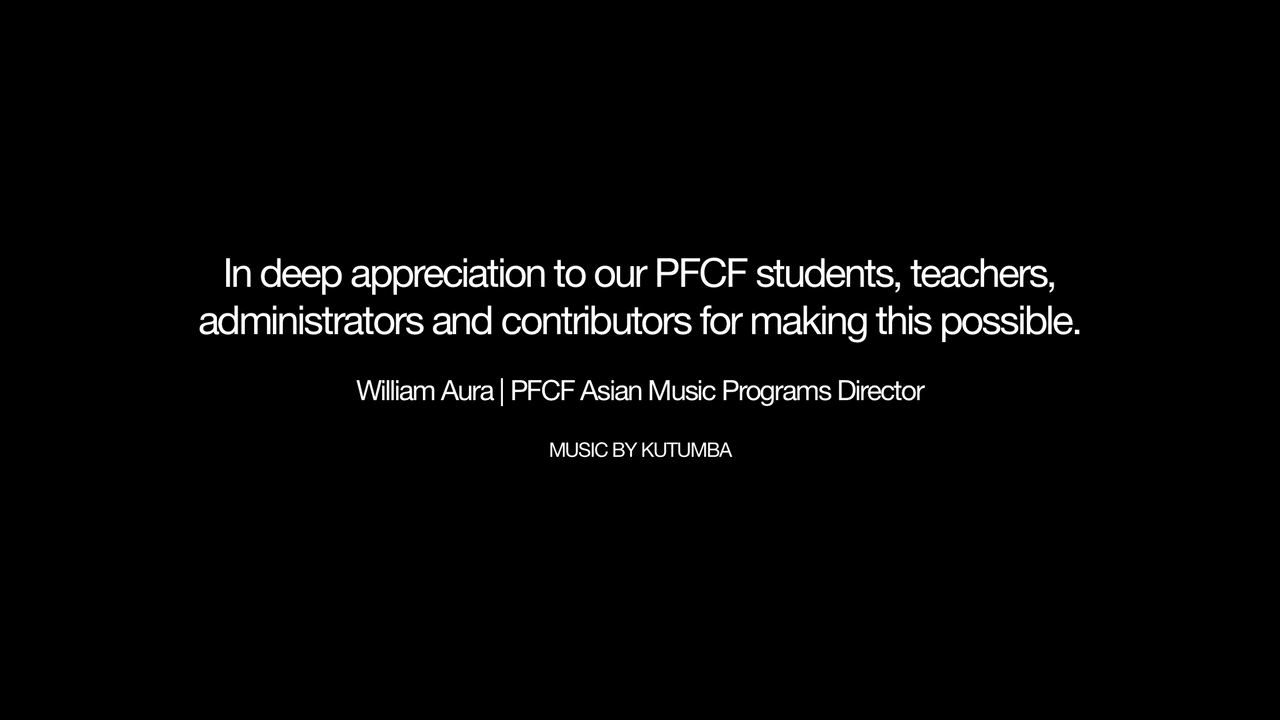 In deep appreciation to our PFCF students, teachers,
administrators and contributors for making this possible.
William Aura | PFCF Asian Music Programs Director
MUSIC BY KUTUMBA